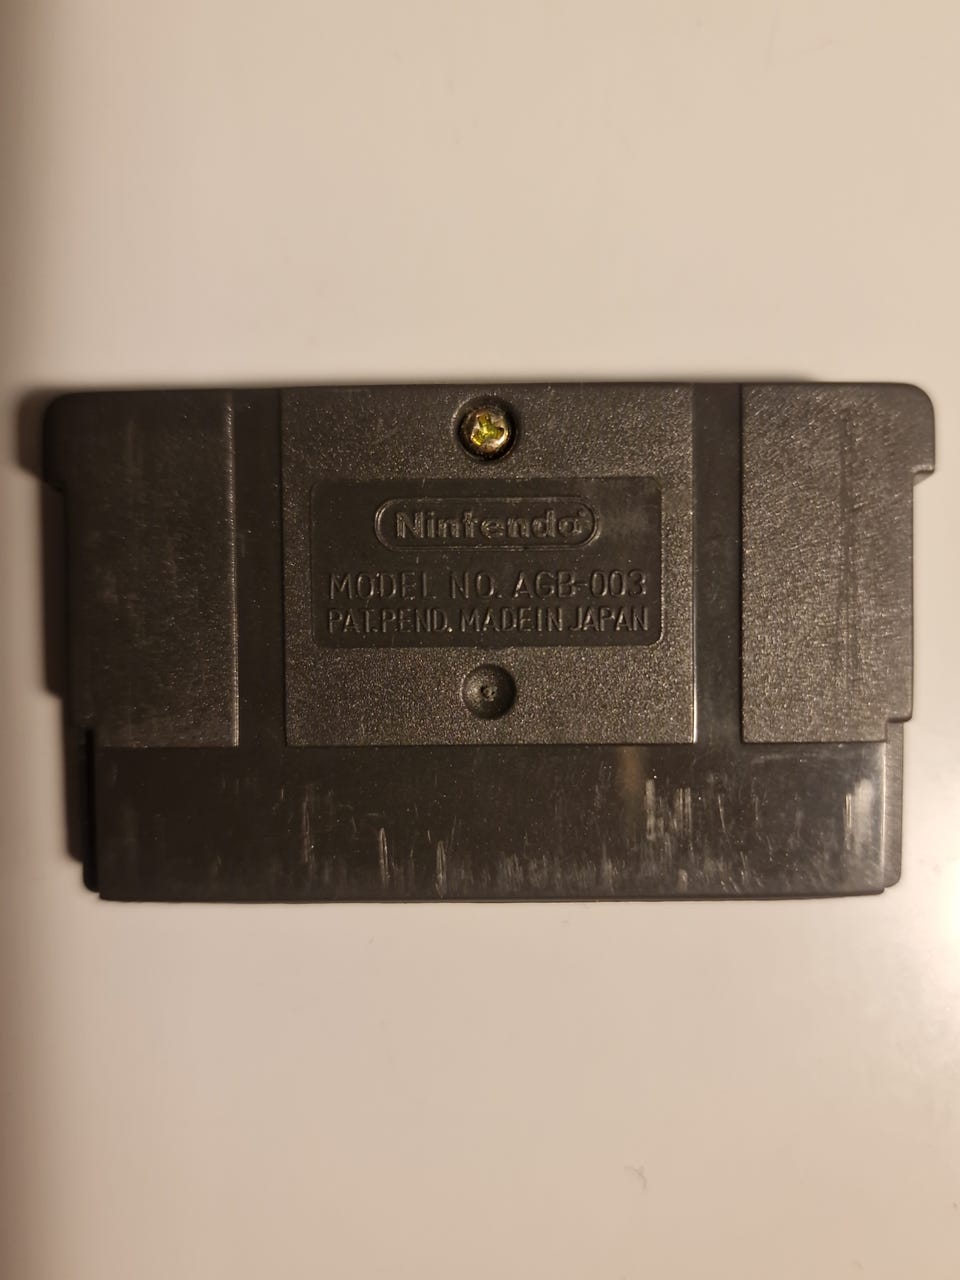 Nintendo
MODEL NO. AGB-003
PAT.PEND. MADE IN JAPAN